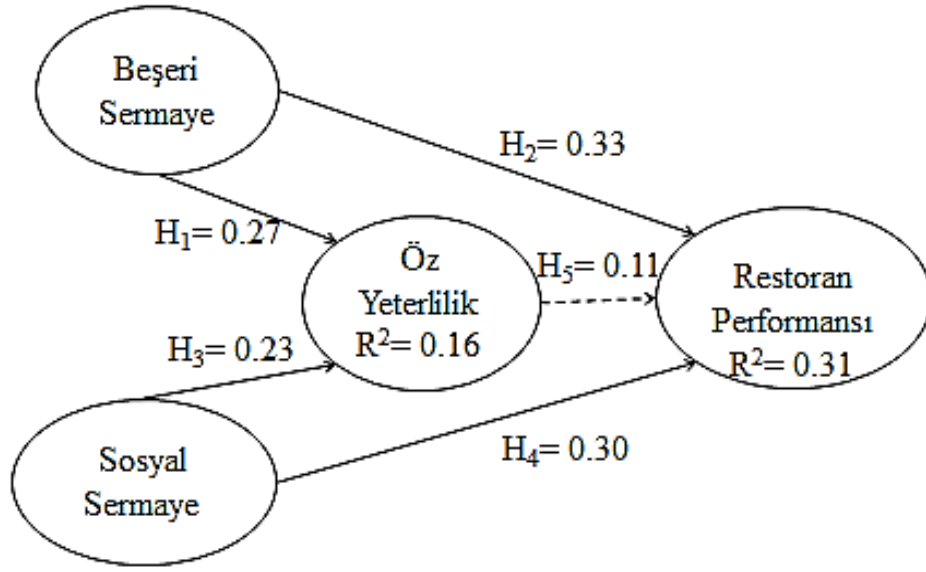 Beşeri
Sermaye
H₂= 0.33
H₁= 0.27
Öz
Yeterlilik
R²= 0.16
H₅= 0.11
Restoran
Performansı
R²= 0.31
H₃= 0.23
H₄= 0.30
Sosyal
Sermaye